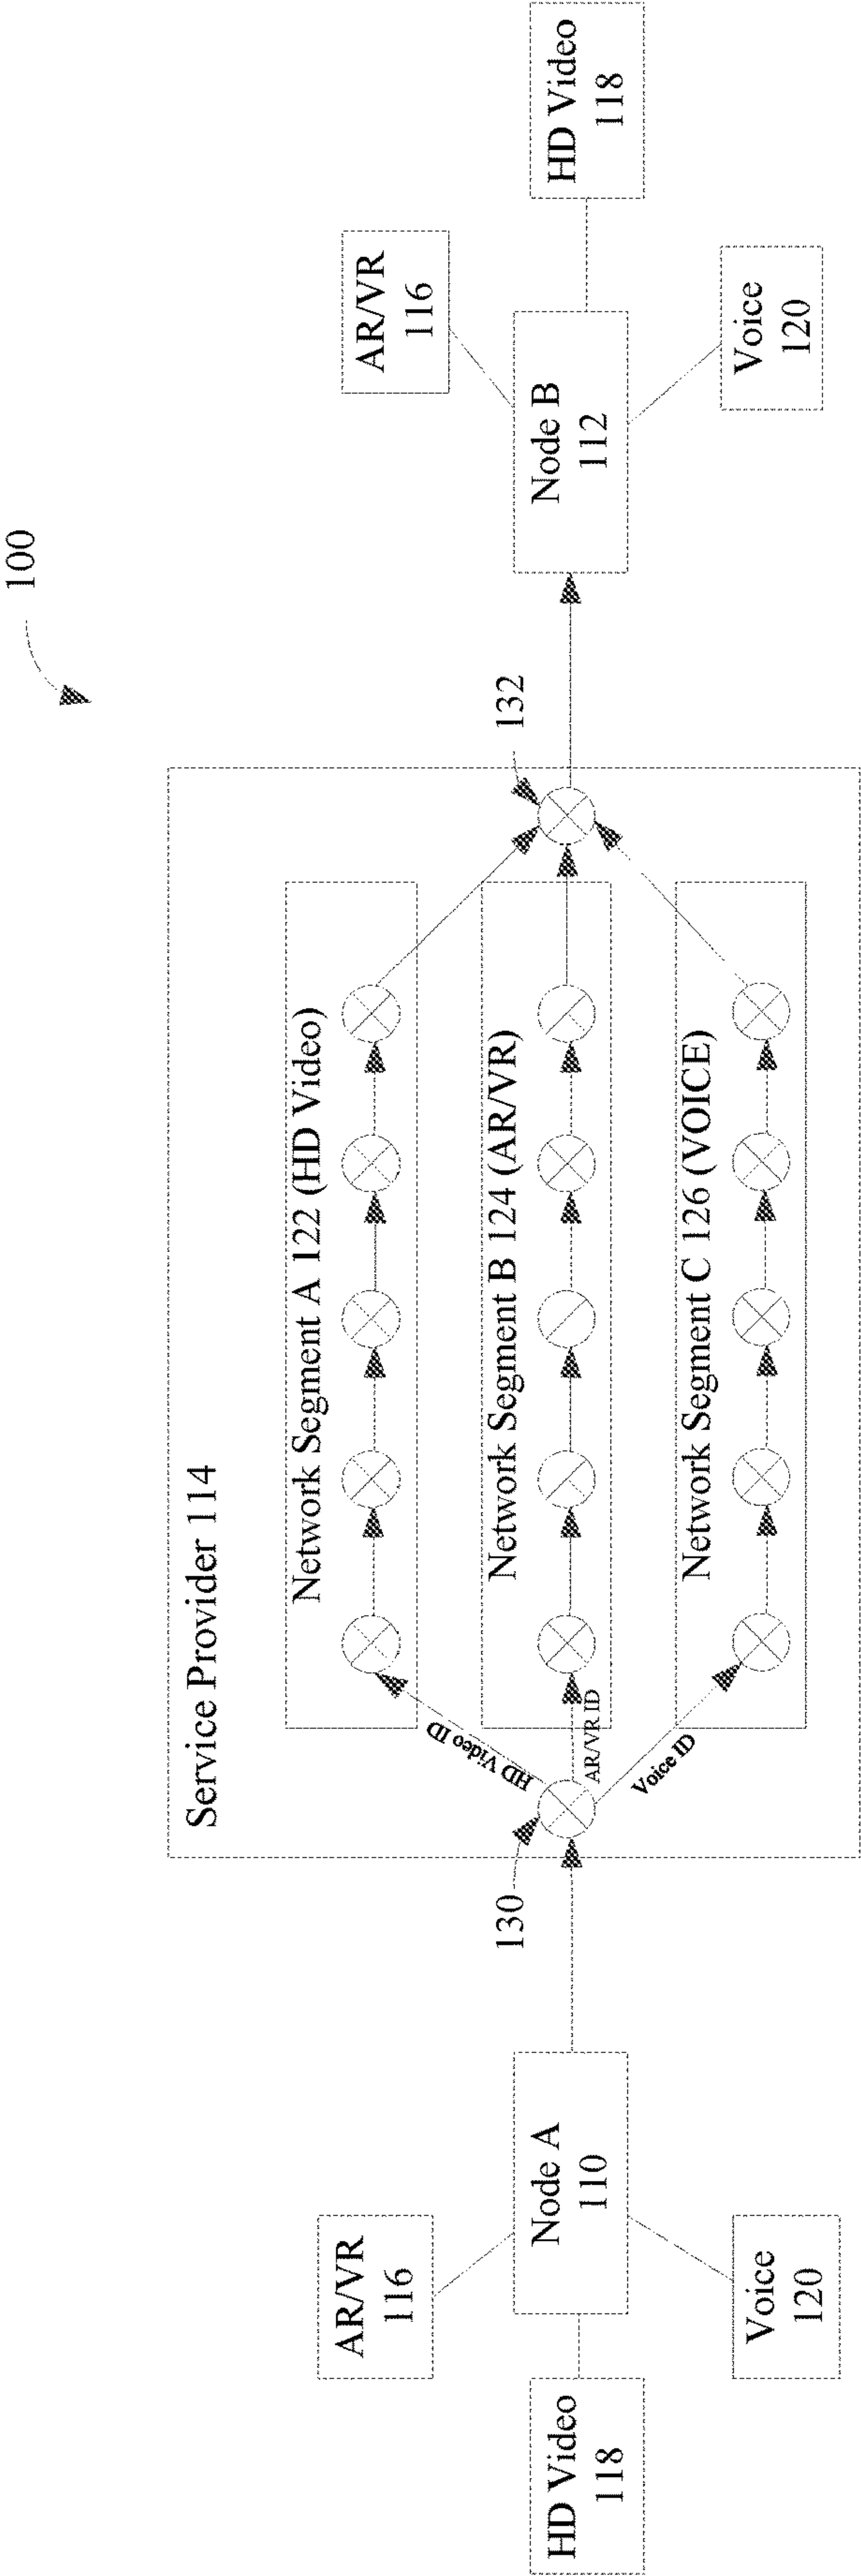 100
Service Provider 114
Network Segment A 122 (HD Video)
Network Segment B 124 (AR/VR)
Network Segment C 126 (VOICE)
HD Video ID
AR/VR ID
Voice ID
130
132
AR/VR
116
HD Video
118
Node A
110
Voice
120
AR/VR
116
Node B
112
HD Video
118
Voice
120